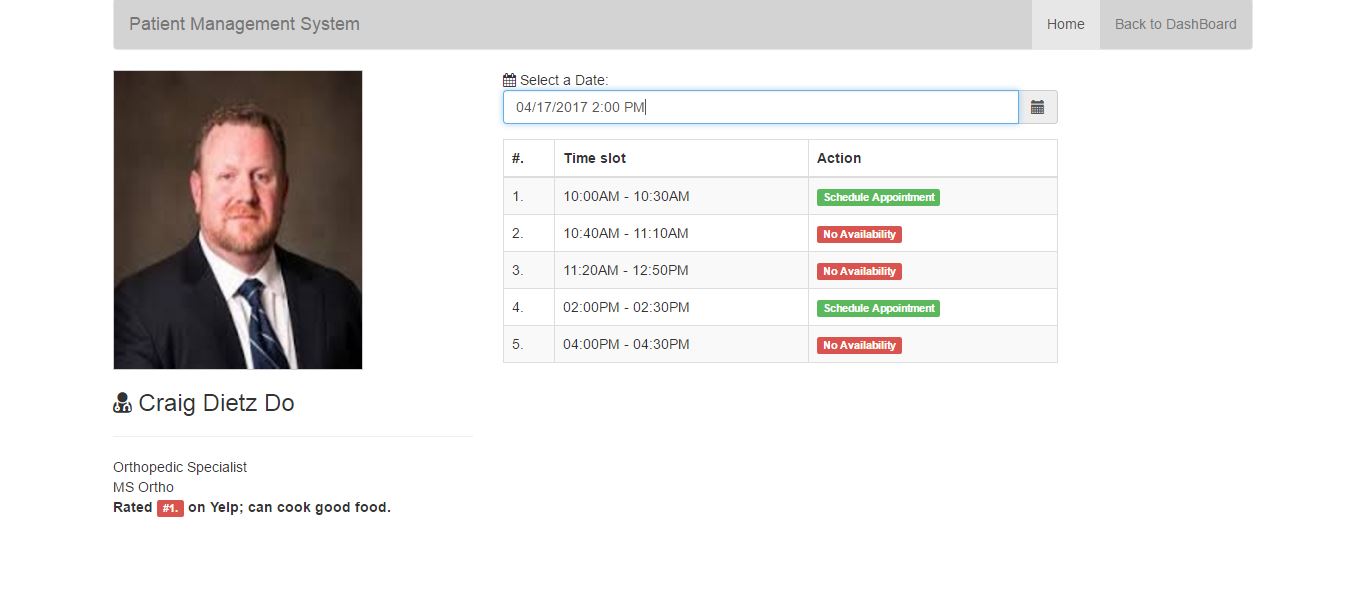 Patient Management System
Home
Back to DashBoard
Select a Date:
04/17/2017 2:00 PM
#. Time slot Action
1. 10:00AM - 10:30AM Schedule Appointment
2. 10:40AM - 11:10AM No Availability
3. 11:20AM - 12:50PM No Availability
4. 02:00PM - 02:30PM Schedule Appointment
5. 04:00PM - 04:30PM No Availability
Craig Dietz Do
Orthopedic Specialist
MS Ortho
Rated #1. on Yelp; can cook good food.